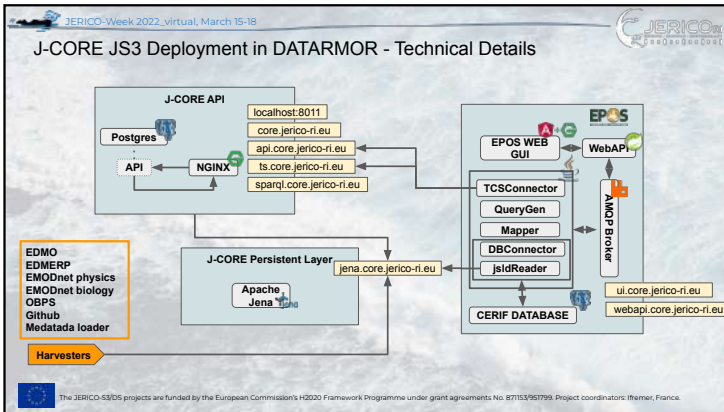 JERICO-Week 2022_virtual, March 15-18
JERICO
J-CORE JS3 Deployment in DATARMOR - Technical Details
J-CORE API
localhost:8011
core.jerico-ri.eu
api.core.jerico-ri.eu
ts.core.jerico-ri.eu
sparql.core.jerico-ri.eu
Postgres
API
NGINX
EPOS
EPOS WEB
GUI
WebAPI
TCSConnector
QueryGen
Mapper
DBConnector
jsldReader
AMQP Broker
CERIF DATABASE
ui.core.jerico-ri.eu
webapi.core.jerico-ri.eu
J-CORE Persistent Layer
jena.core.jerico-ri.eu
Apache
Jena
EDMO
EDMERP
EMODnet physics
EMODnet biology
OBPS
Github
Medatada loader
Harvesters
The JERICO-S3/DS projects are funded by the European Commission's H2020 Framework Programme under grant agreements No. 871153/951799. Project coordinators: Ifremer, France.